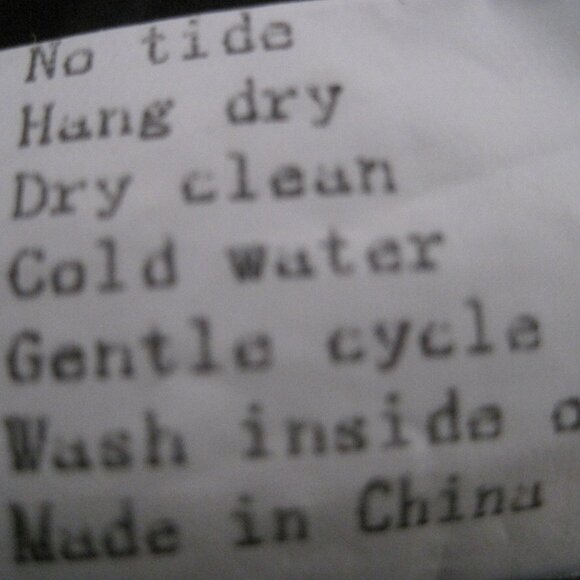 No tide
Hang dry
Dry clean
Cold water
Gentle cycle
Wash inside o
Made in China